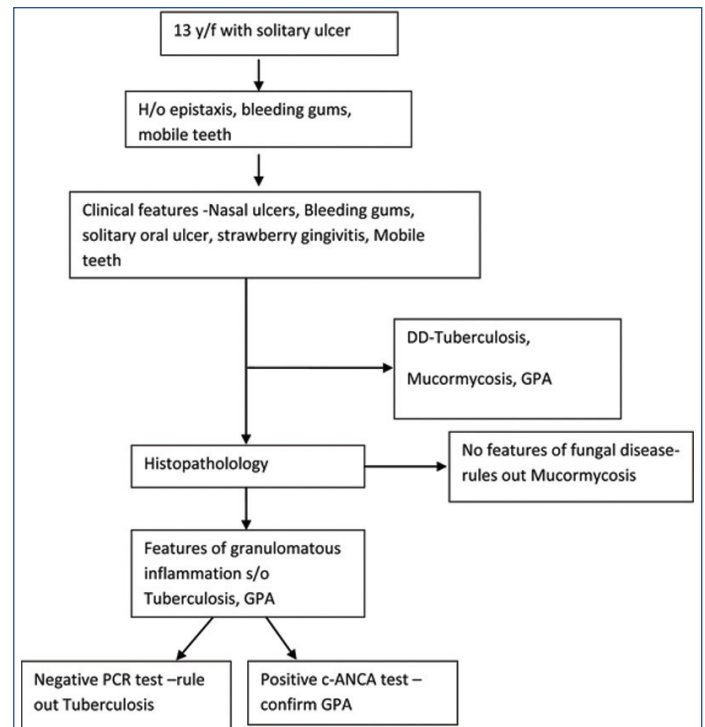 13 y/f with solitary ulcer
H/o epistaxis, bleeding gums,
mobile teeth
Clinical features -Nasal ulcers, Bleeding gums,
solitary oral ulcer, strawberry gingivitis, Mobile
teeth
DD-Tuberculosis,
Mucormycosis, GPA
Histopatholology
No features of fungal disease-
rules out Mucormycosis
Features of granulomatous
inflammation s/o
Tuberculosis, GPA
Negative PCR test –rule
out Tuberculosis
Positive c-ANCA test –
confirm GPA